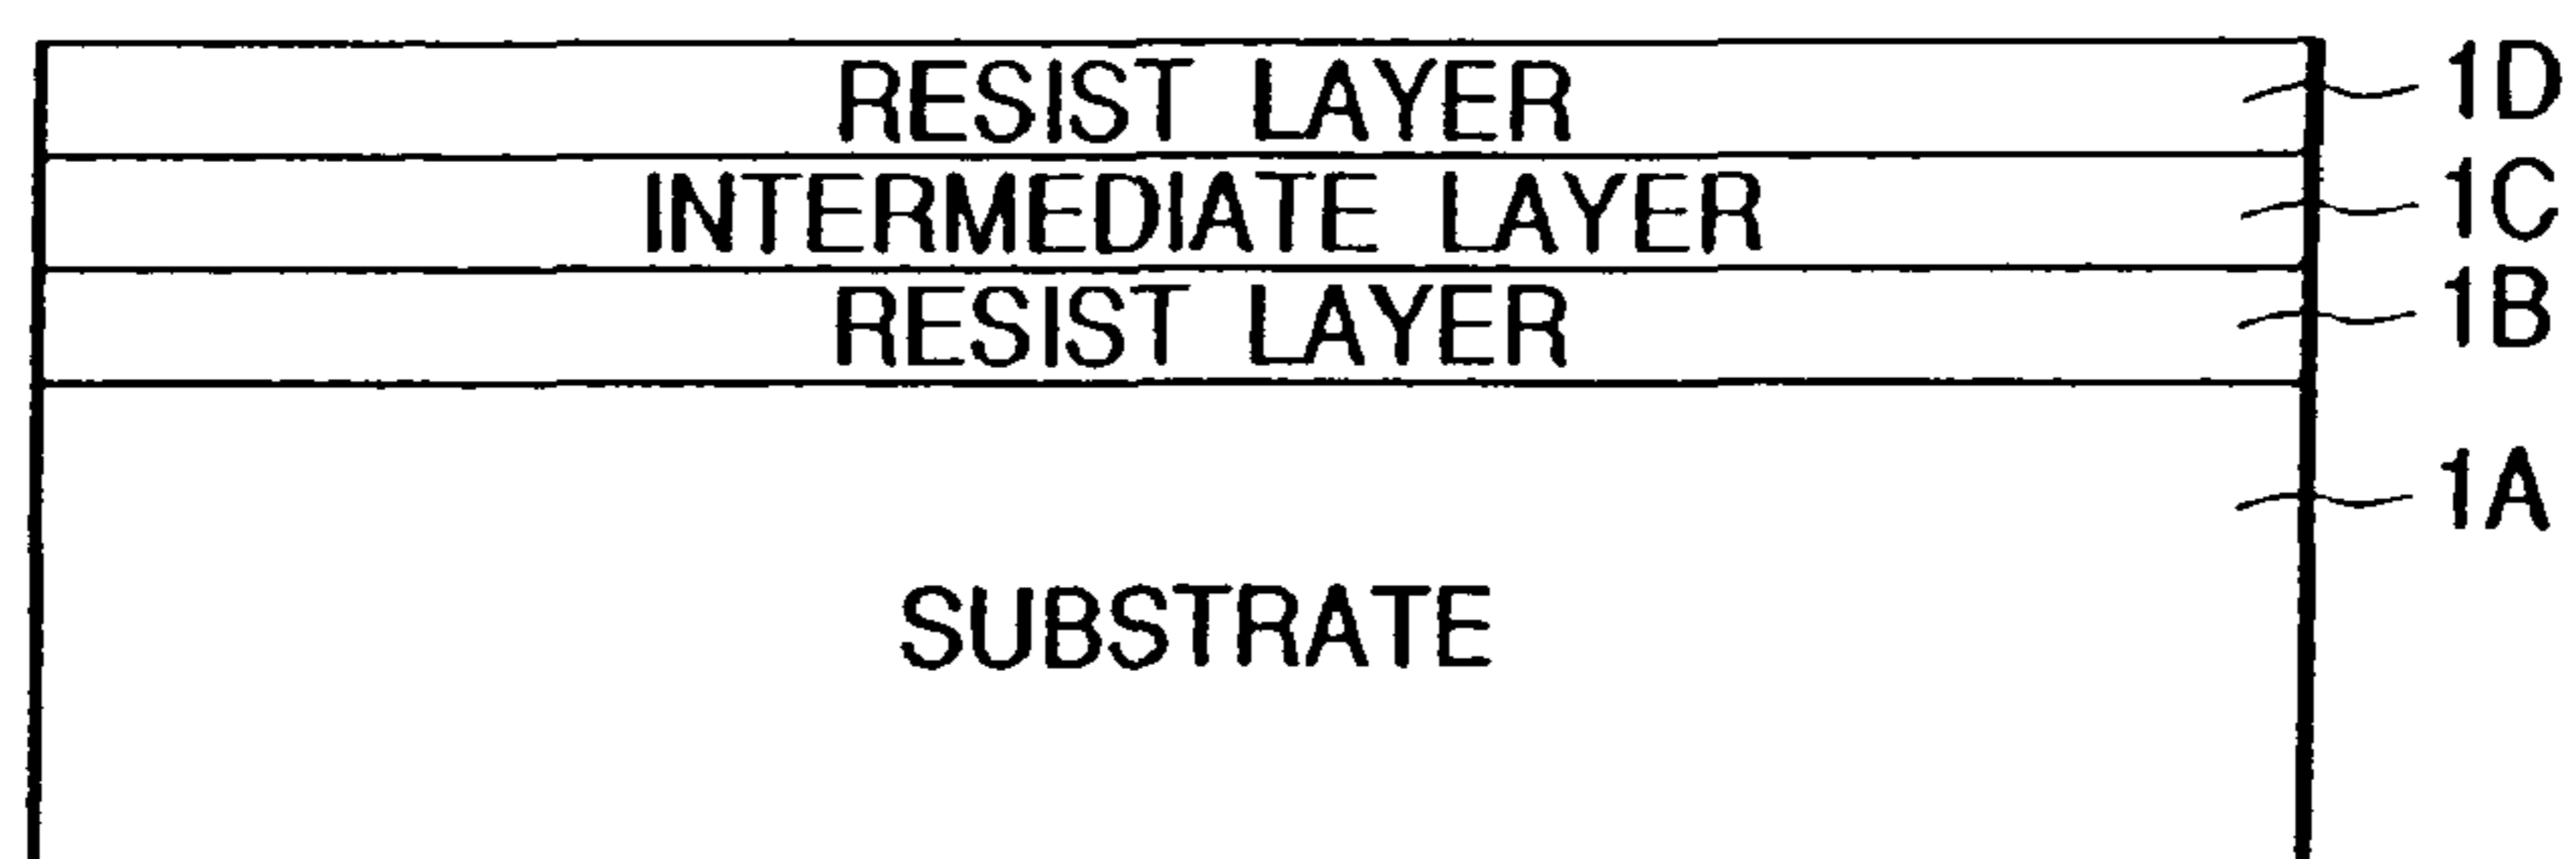 RESIST LAYER 1D
INTERMEDIATE LAYER 1C
RESIST LAYER 1B
1A
SUBSTRATE